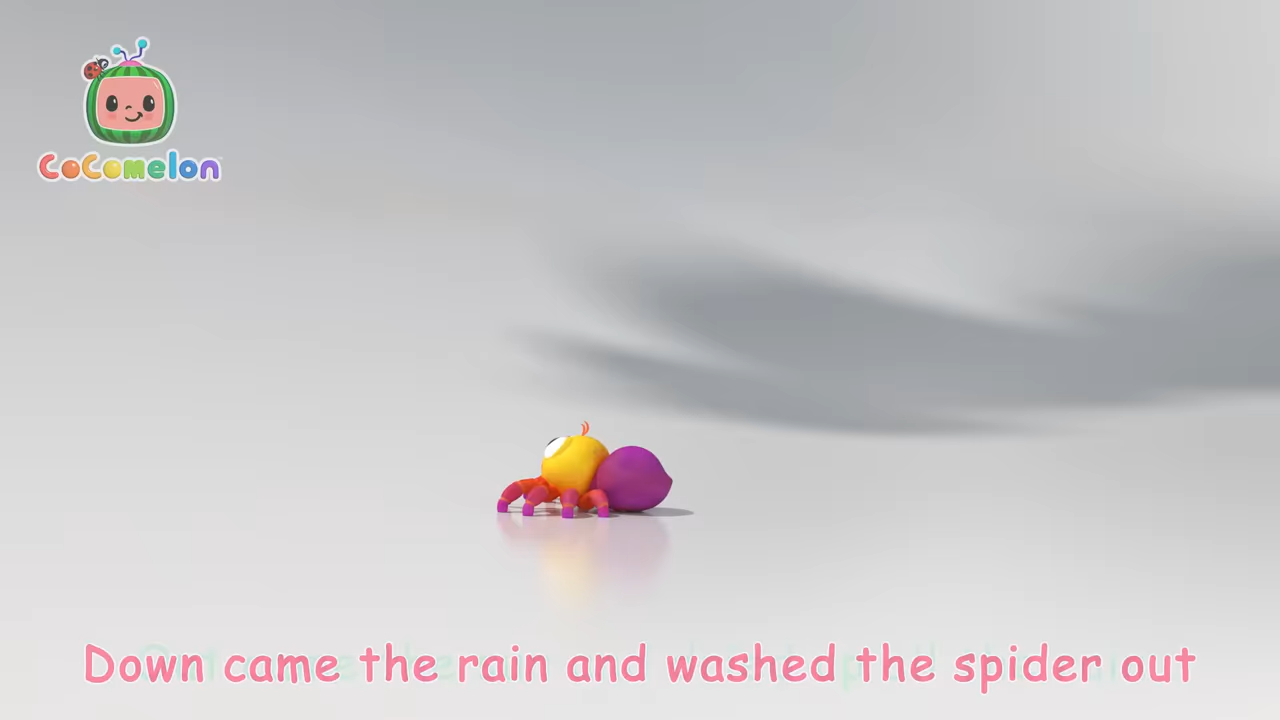 CoComelon
Down came the rain and washed the spider out